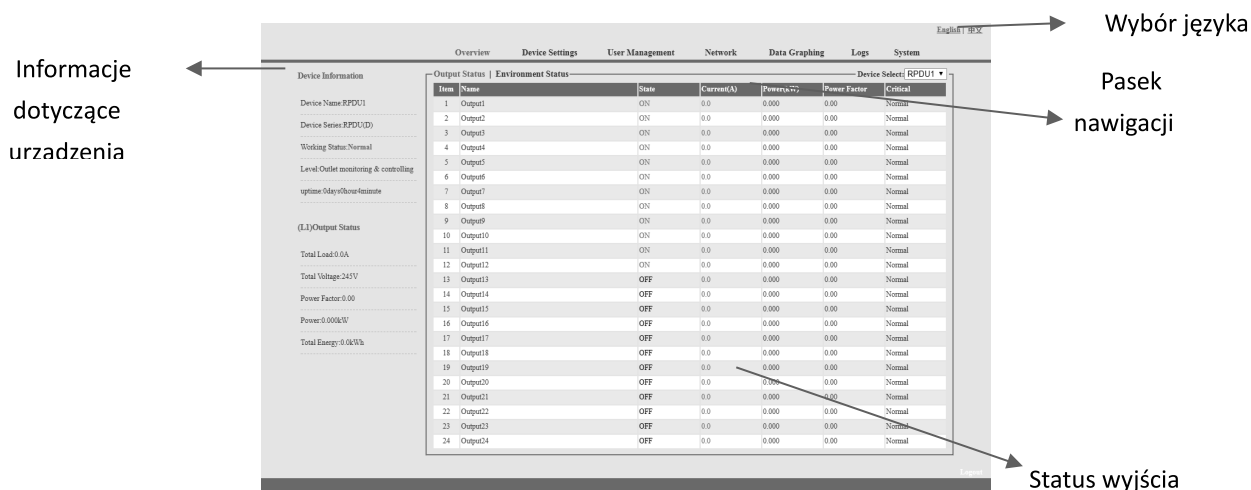 English | 中文
Wybór języka
Overview Device Settings User Management Network Data Graphing Logs System
Informacje
dotyczące
urządzenia
Pasek
nawigacji
Device Information
Device Name:RPDU1
Device Series:RPDU(D)
Working Status:Normal
Level:Outlet monitoring & controlling
uptime:0days0hour4minute
(L1)Output Status
Total Load:0.0A
Total Voltage:245V
Power Factor:0.00
Power:0.000kW
Total Energy:0.0kWh
Output Status | Environment Status Device Select: RPDU1
Item Name State Current(A) Power(kW) Power Factor Critical
1 Output1 ON 0.0 0.000 0.00 Normal
2 Output2 ON 0.0 0.000 0.00 Normal
3 Output3 ON 0.0 0.000 0.00 Normal
4 Output4 ON 0.0 0.000 0.00 Normal
5 Output5 ON 0.0 0.000 0.00 Normal
6 Output6 ON 0.0 0.000 0.00 Normal
7 Output7 ON 0.0 0.000 0.00 Normal
8 Output8 ON 0.0 0.000 0.00 Normal
9 Output9 ON 0.0 0.000 0.00 Normal
10 Output10 ON 0.0 0.000 0.00 Normal
11 Output11 ON 0.0 0.000 0.00 Normal
12 Output12 ON 0.0 0.000 0.00 Normal
13 Output13 OFF 0.0 0.000 0.00 Normal
14 Output14 OFF 0.0 0.000 0.00 Normal
15 Output15 OFF 0.0 0.000 0.00 Normal
16 Output16 OFF 0.0 0.000 0.00 Normal
17 Output17 OFF 0.0 0.000 0.00 Normal
18 Output18 OFF 0.0 0.000 0.00 Normal
19 Output19 OFF 0.0 0.000 0.00 Normal
20 Output20 OFF 0.0 0.000 0.00 Normal
21 Output21 OFF 0.0 0.000 0.00 Normal
22 Output22 OFF 0.0 0.000 0.00 Normal
23 Output23 OFF 0.0 0.000 0.00 Normal
24 Output24 OFF 0.0 0.000 0.00 Normal
Logout
Status wyjścia